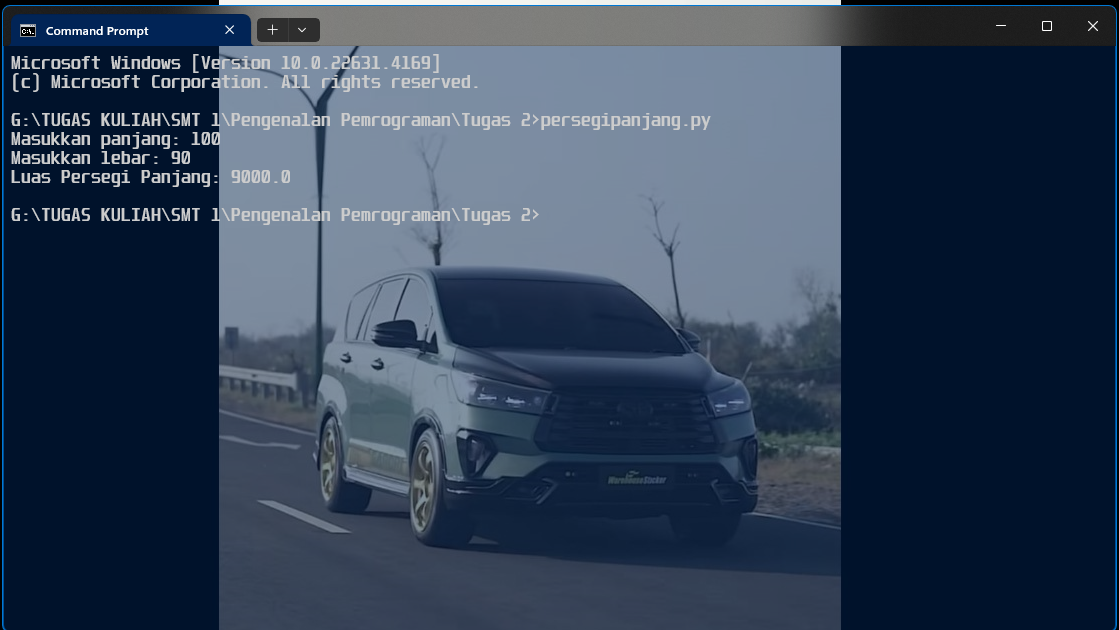 Command Prompt
Microsoft Windows [Version 10.0.22631.4169]
(c) Microsoft Corporation. All rights reserved.
G:\TUGAS KULIAH\SMT 1\Pengenalan Pemrograman\Tugas 2>persegipanjang.py
Masukkan panjang: 100
Masukkan lebar: 90
Luas Persegi Panjang: 9000.0
G:\TUGAS KULIAH\SMT 1\Pengenalan Pemrograman\Tugas 2>
WarehouseSticker